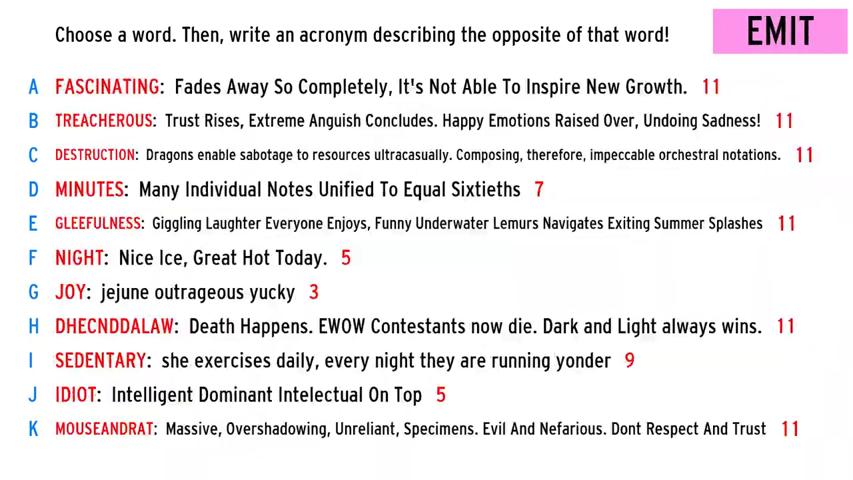 Choose a word. Then, write an acronym describing the opposite of that word!
EMIT
A FASCINATING: Fades Away So Completely, It's Not Able To Inspire New Growth. 11
B TREACHEROUS: Trust Rises, Extreme Anguish Concludes. Happy Emotions Raised Over, Undoing Sadness! 11
C DESTRUCTION: Dragons enable sabotage to resources ultracasually. Composing, therefore, impeccable orchestral notations. 11
D MINUTES: Many Individual Notes Unified To Equal Sixtieths 7
E GLEEFULNESS: Giggling Laughter Everyone Enjoys, Funny Underwater Lemurs Navigates Exiting Summer Splashes 11
F NIGHT: Nice Ice, Great Hot Today. 5
G JOY: jejune outrageous yucky 3
H DHECNDDALAW: Death Happens. EWOW Contestants now die. Dark and Light always wins. 11
I SEDENTARY: she exercises daily, every night they are running yonder 9
J IDIOT: Intelligent Dominant Intelectual On Top 5
K MOUSEANDRAT: Massive, Overshadowing, Unreliant, Specimens. Evil And Nefarious. Dont Respect And Trust 11